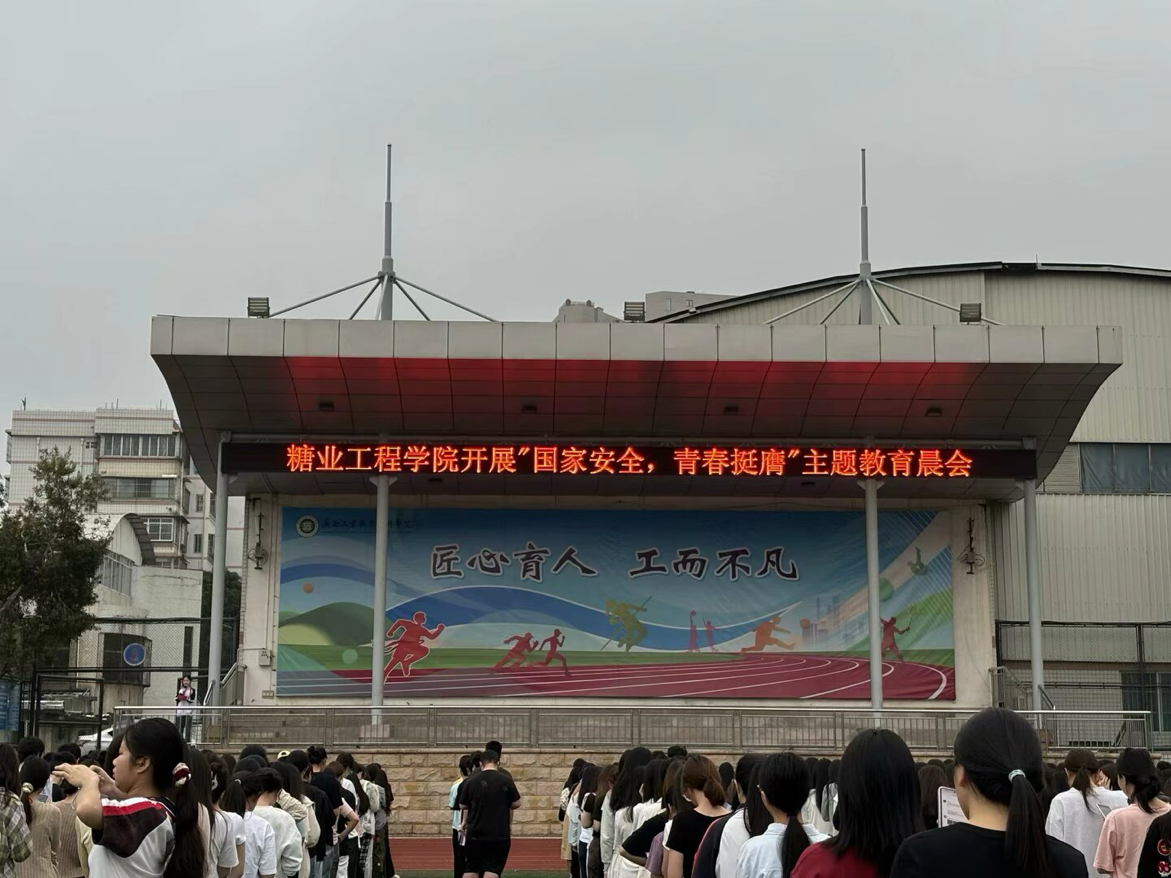 糖业工程学院开展"国家安全，青春挺膺"主题教育晨会
匠心育人 工而不凡